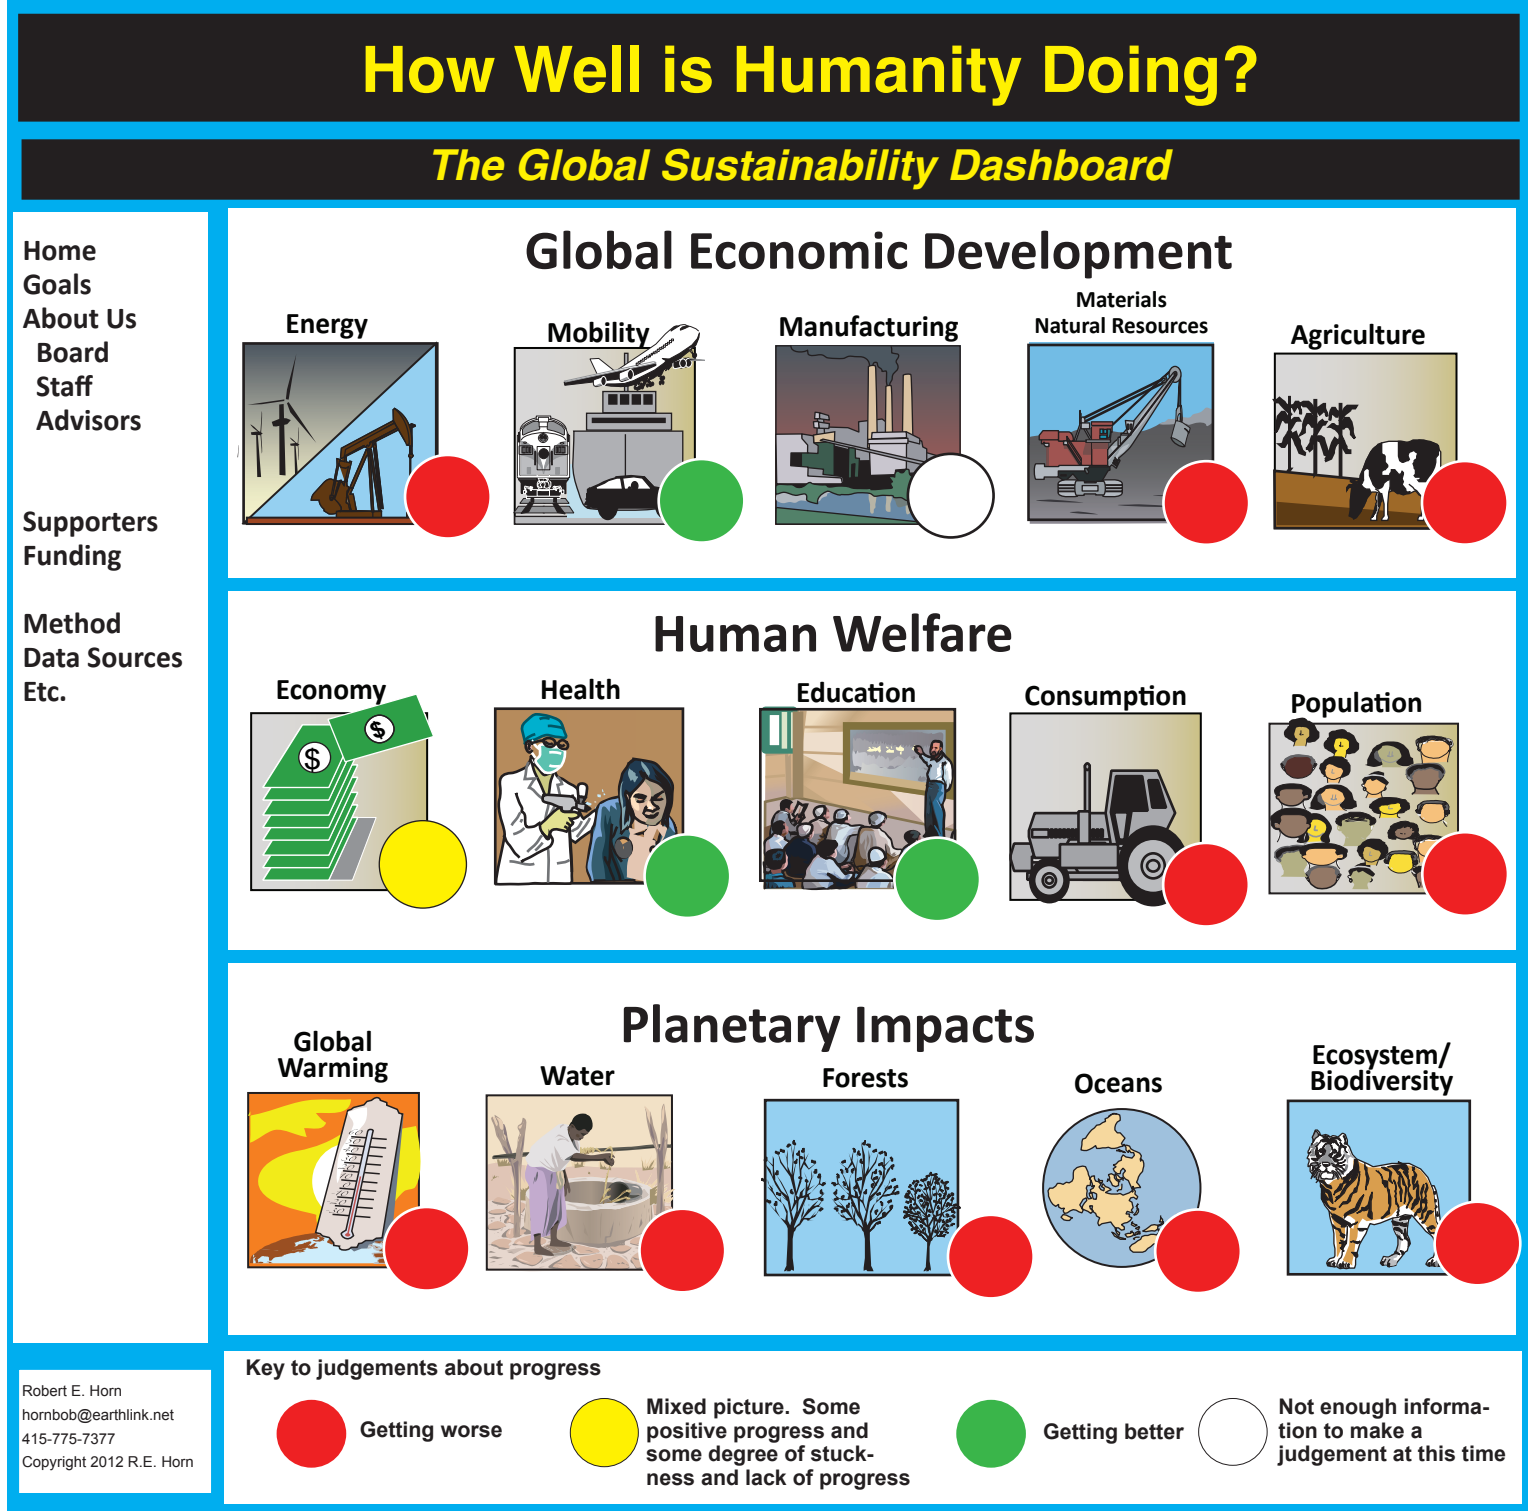 How Well is Humanity Doing?
The Global Sustainability Dashboard
Home
Goals
About Us
Board
Staff
Advisors
Supporters
Funding
Method
Data Sources
Etc.
Global Economic Development
Energy
Mobility
Manufacturing
Materials
Natural Resources
Agriculture
Human Welfare
Economy
$
$
Health
Education
Consumption
Population
Planetary Impacts
Global
Warming
Water
Forests
Oceans
Ecosystem/
Biodiversity
Robert E. Horn
hornbob@earthlink.net
415-775-7377
Copyright 2012 R.E. Horn
Key to judgements about progress
Getting worse
Mixed picture.  Some
positive progress and
some degree of stuck-
ness and lack of progress
Getting better
Not enough informa-
tion to make a
judgement at this time